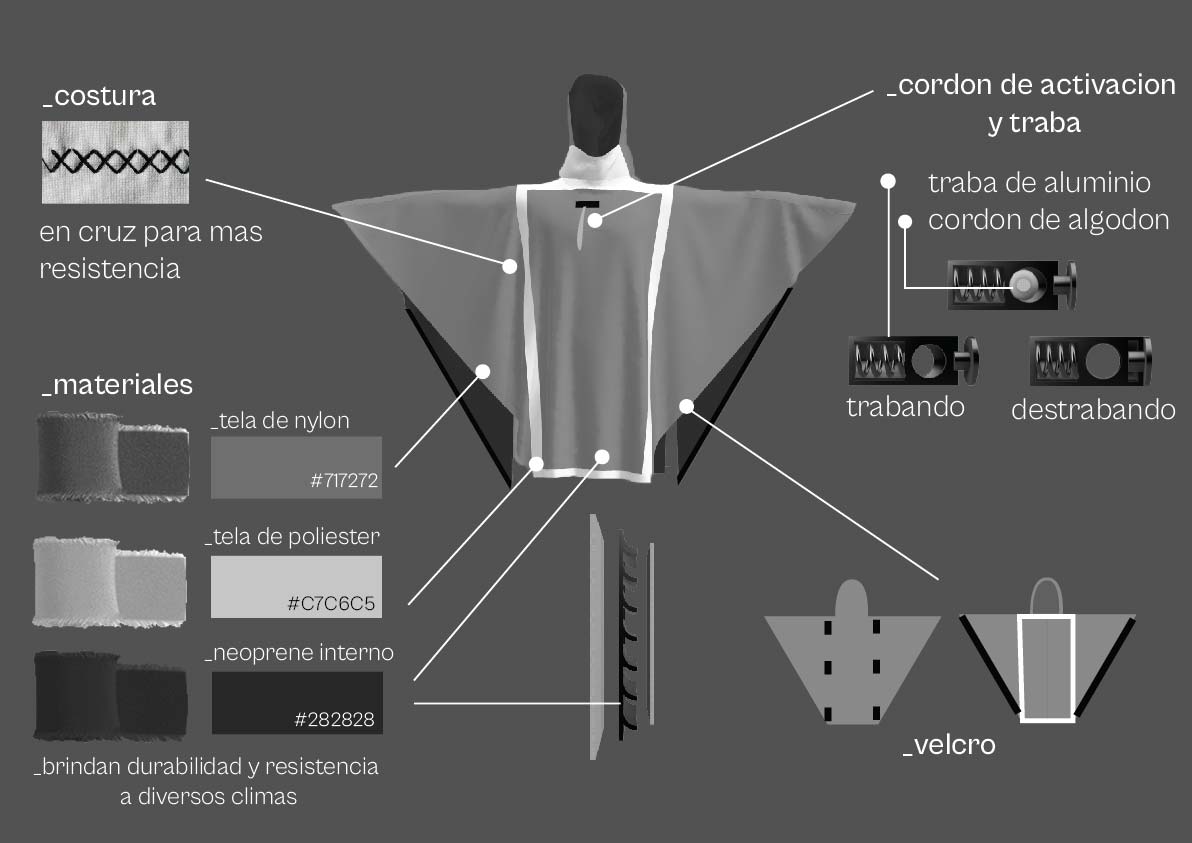 _costura
en cruz para mas
resistencia
_materiales
_tela de nylon
#717272
_tela de poliester
#C7C6C5
_neoprene interno
#282828
_brindan durabilidad y resistencia
a diversos climas
_cordon de activacion
y traba
traba de aluminio
cordon de algodon
trabando
destrabando
_velcro